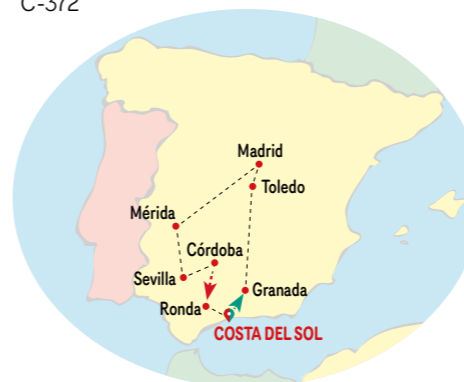 C-372
Madrid
Toledo
Mérida
Córdoba
Sevilla
Granada
Ronda
COSTA DEL SOL